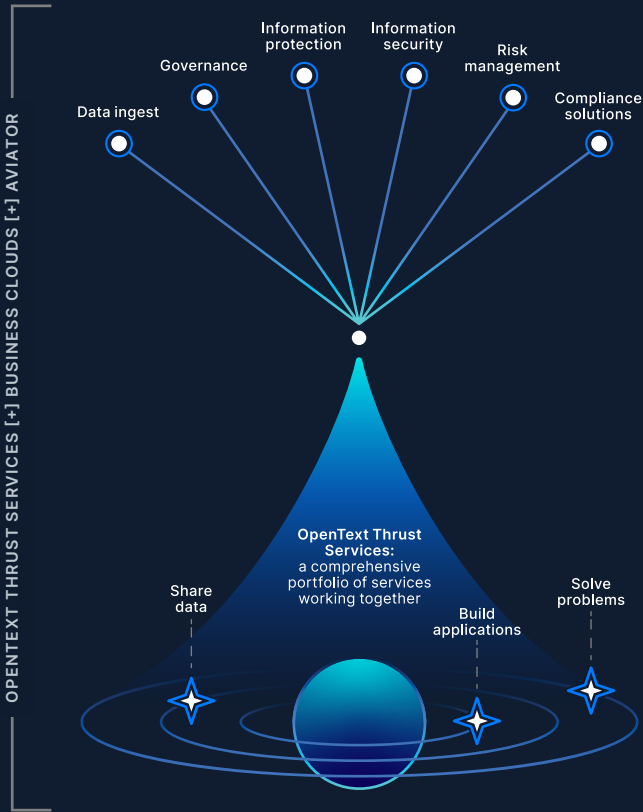 OPENTEXT THRUST SERVICES [+] BUSINESS CLOUDS [+] AVIATOR
Data ingest
Governance
Information
protection
Information
security
Risk
management
Compliance
solutions
OpenText Thrust
Services:
a comprehensive
portfolio of services
working together
Share
data
Build
applications
Solve
problems